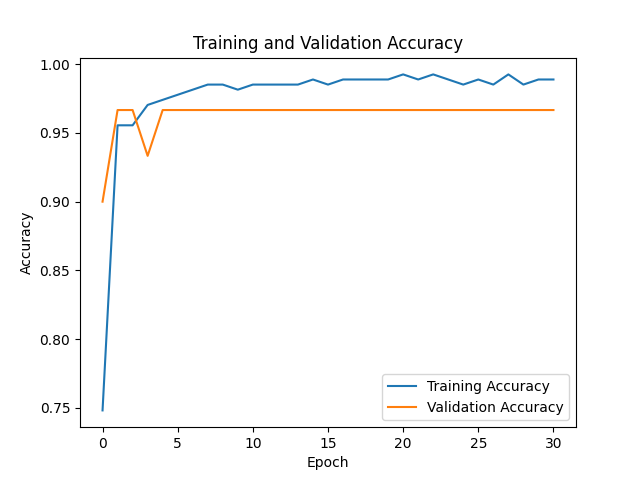 Training and Validation Accuracy
1.00
0.95
0.90
0.85
0.80
0.75
Accuracy
0 5 10 15 20 25 30
Epoch
Training Accuracy
Validation Accuracy